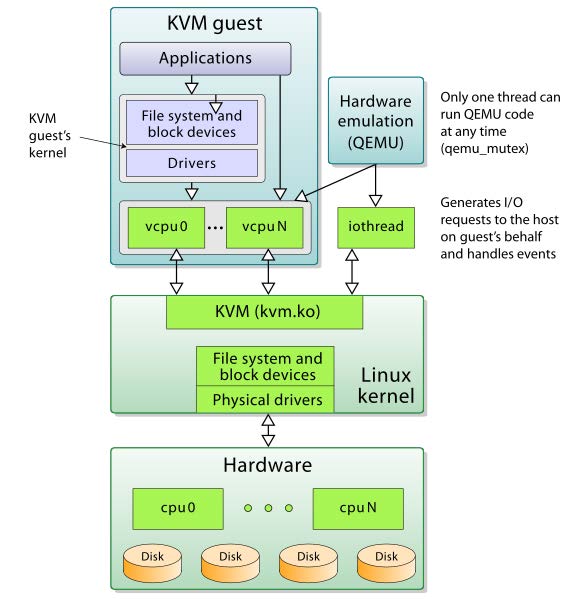 KVM guest
Applications
File system and
block devices
Drivers
KVM
guest's
kernel
vcpu0 ... vcpuN
Hardware
emulation
(QEMU)
Only one thread can
run QEMU code
at any time
(qemu_mutex)
iothread
Generates I/O
requests to the host
on guest's behalf
and handles events
KVM (kvm.ko)
File system and
block devices
Physical drivers
Linux
kernel
Hardware
cpu0
cpuN
Disk
Disk
Disk
Disk